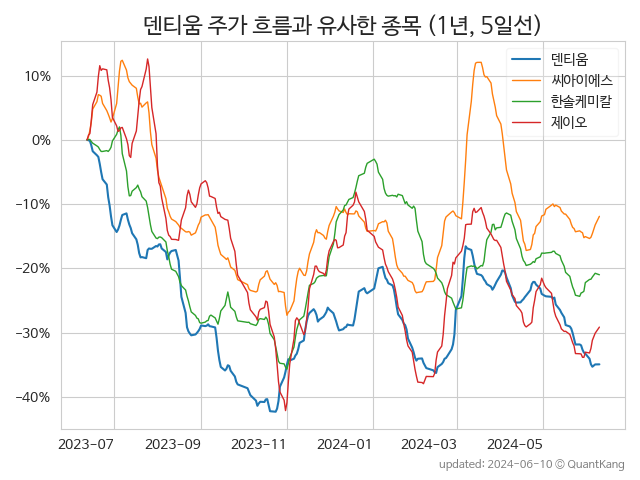 덴티움 주가 흐름과 유사한 종목 (1년, 5일선)
덴티움
씨아이에스
한솔케미칼
제이오
10%
0%
−10%
−20%
−30%
−40%
2023-07
2023-09
2023-11
2024-01
2024-03
2024-05
updated: 2024-06-10 © QuantKang